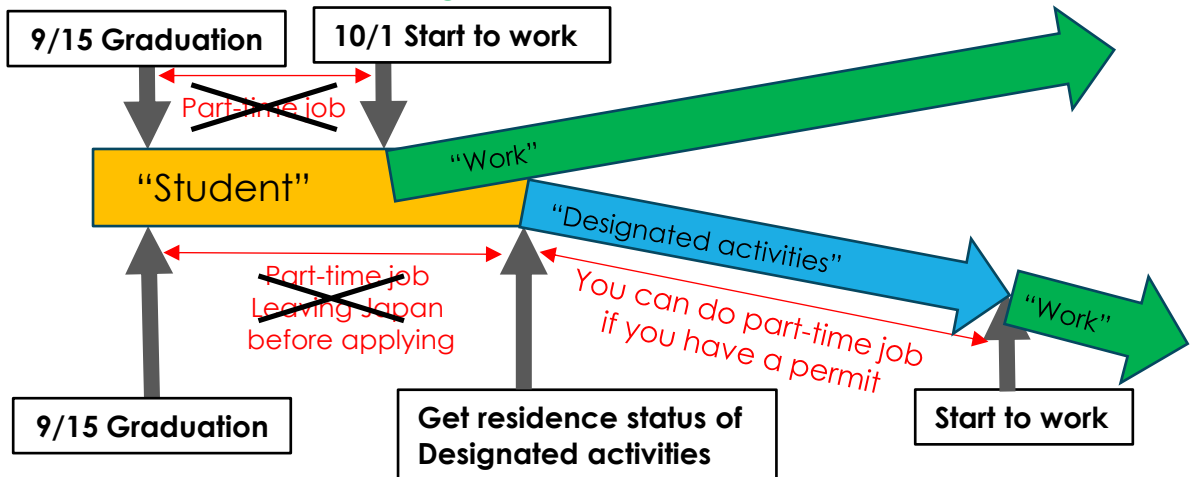 9/15 Graduation
10/1 Start to work
Part-time job
“Work”
“Student”
“Designated activities”
Part-time job
Leaving Japan
before applying
You can do part-time job
if you have a permit
“Work”
9/15 Graduation
Get residence status of
Designated activities
Start to work